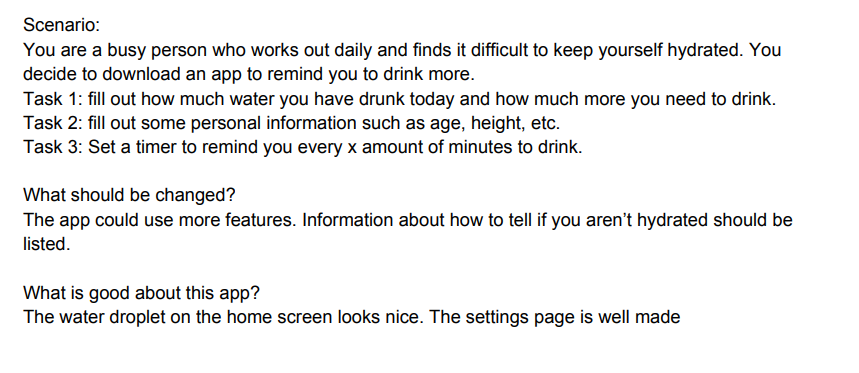 Scenario:
You are a busy person who works out daily and finds it difficult to keep yourself hydrated. You
decide to download an app to remind you to drink more.
Task 1: fill out how much water you have drunk today and how much more you need to drink.
Task 2: fill out some personal information such as age, height, etc.
Task 3: Set a timer to remind you every x amount of minutes to drink.
What should be changed?
The app could use more features. Information about how to tell if you aren’t hydrated should be
listed.
What is good about this app?
The water droplet on the home screen looks nice. The settings page is well made